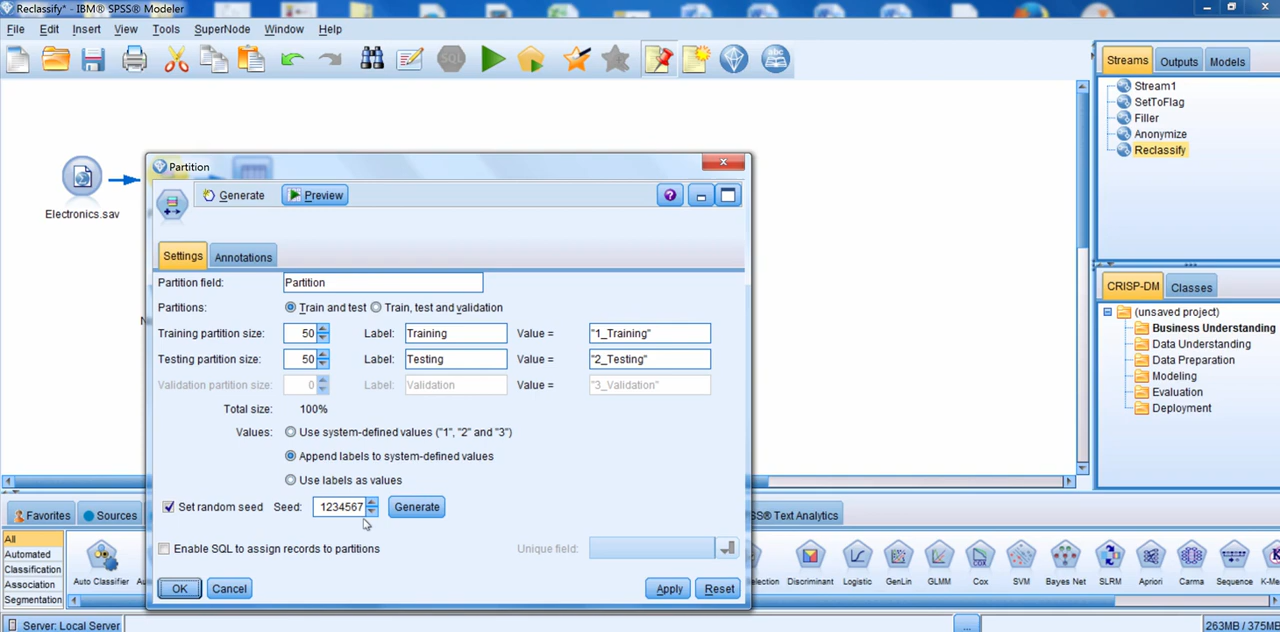 Reclassify* - IBM® SPSS® Modeler
File Edit Insert View Tools SuperNode Window Help
SQL
abc
Streams Outputs Models
Stream1
SetToFlag
Filler
Anonymize
Reclassify
Electronics.sav
Partition
Generate Preview
Settings Annotations
Partition field: Partition
Partitions: Train and test Train, test and validation
Training partition size: 50 Label: Training Value = "1_Training"
Testing partition size: 50 Label: Testing Value = "2_Testing"
Validation partition size: 0 Label: Validation Value = "3_Validation"
Total size: 100%
Values: Use system-defined values ("1", "2" and "3")
Append labels to system-defined values
Use labels as values
Set random seed Seed: 1234567 Generate
Enable SQL to assign records to partitions Unique field:
OK Cancel Apply Reset
CRISP-DM Classes
(unsaved project)
Business Understanding
Data Understanding
Data Preparation
Modeling
Evaluation
Deployment
Favorites Sources SS® Text Analytics
All
Automated
Classification
Association
Segmentation
Auto Classifier election Discriminant Logistic GenLin GLMM Cox SVM Bayes Net SLRM Apriori Carma Sequence K-Me
Server: Local Server ... 263MB / 375MB